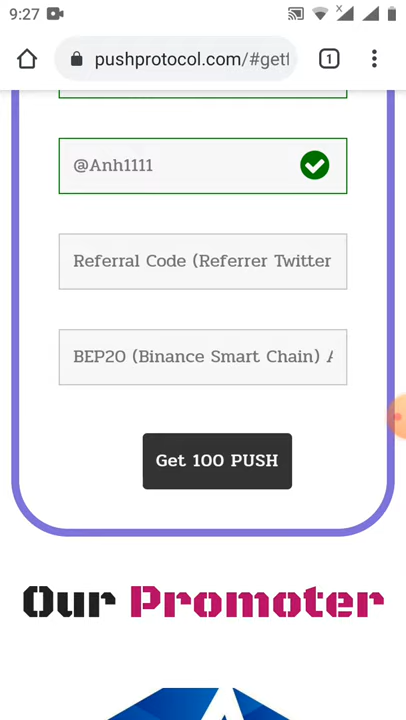 9:27
pushprotocol.com/#getf
1
@Anh1111
Referral Code (Referrer Twitter
BEP20 (Binance Smart Chain) A
Get 100 PUSH
Our Promoter